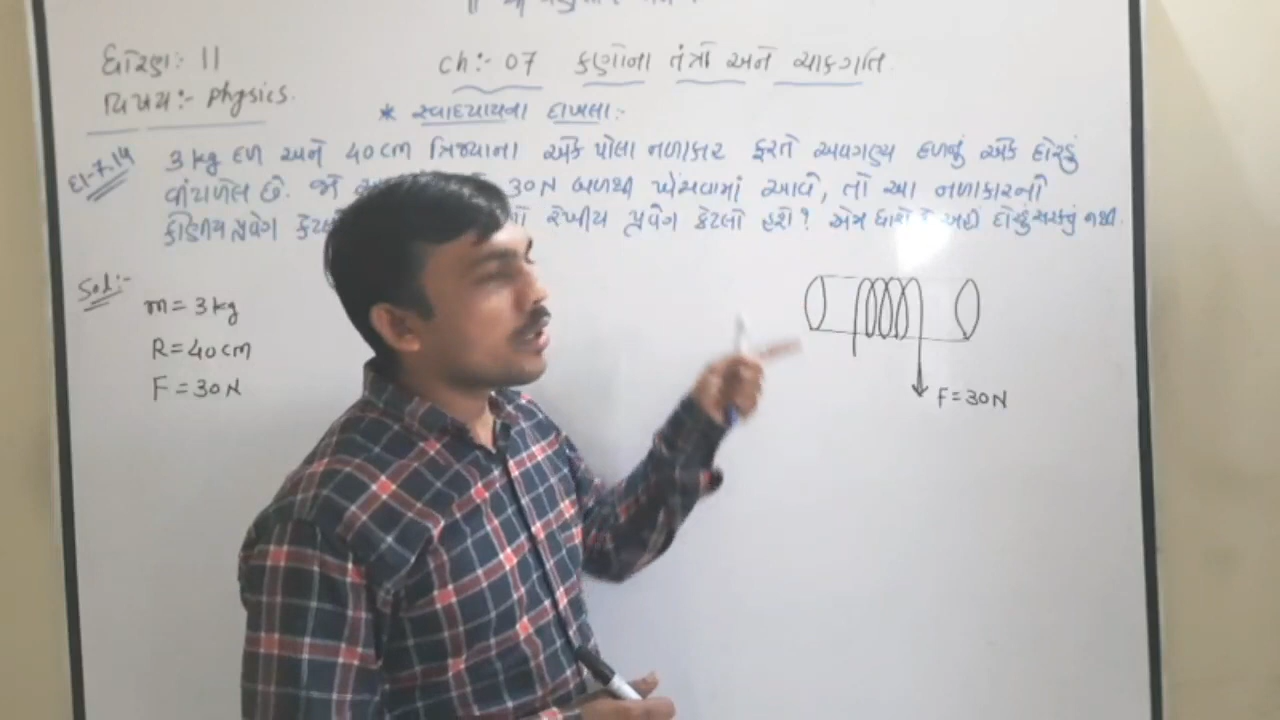 ધોરણ:- 11
વિષય:- physics.
ch:- 07 કણોના તંત્રો અને ચાકગતિ.
* સ્વાધ્યાયના દાખલા:-
દા-7.14 3 kg દળ અને 40 cm ત્રિજ્યાના એક પોલા નળાકાર ફરતે અવગણ્ય દળનું એક દોરડું
વીંટાળેલ છે. જો 30 N બળથી ખેંચવામાં આવે, તો આ નળાકારનો
કોણીય પ્રવેગ રેખીય પ્રવેગ કેટલો હશે? એમ ધારો કે અહીં દોરડું સરકતું નથી.
Sol:-
m = 3 kg
R = 40 cm
F = 30 N
F = 30 N